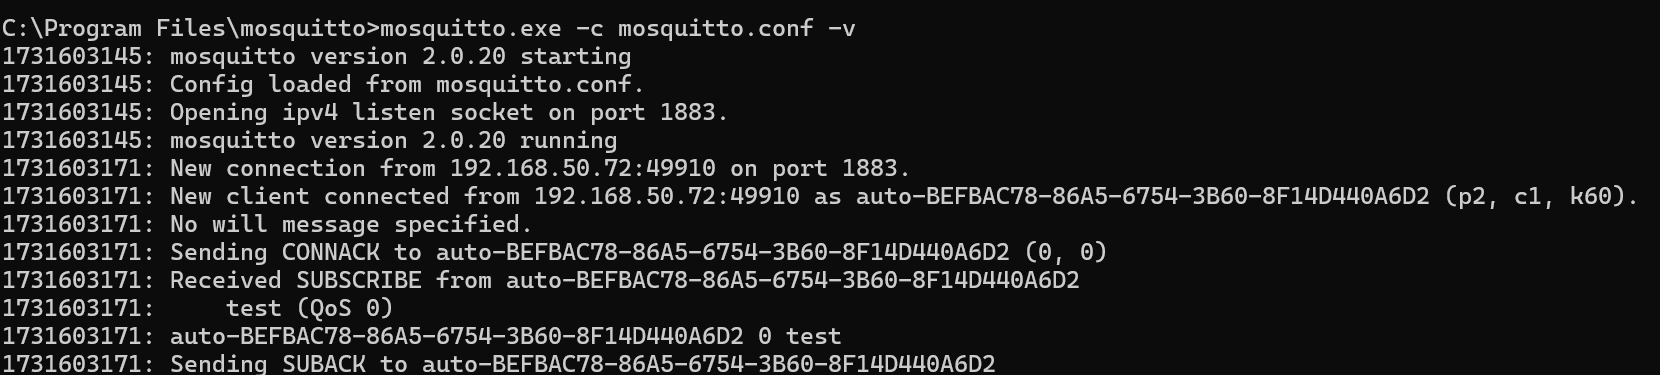 C:\Program Files\mosquitto>mosquitto.exe -c mosquitto.conf -v
1731603145: mosquitto version 2.0.20 starting
1731603145: Config loaded from mosquitto.conf.
1731603145: Opening ipv4 listen socket on port 1883.
1731603145: mosquitto version 2.0.20 running
1731603171: New connection from 192.168.50.72:49910 on port 1883.
1731603171: New client connected from 192.168.50.72:49910 as auto-BEFBAC78-86A5-6754-3B60-8F14D440A6D2 (p2, c1, k60).
1731603171: No will message specified.
1731603171: Sending CONNACK to auto-BEFBAC78-86A5-6754-3B60-8F14D440A6D2 (0, 0)
1731603171: Received SUBSCRIBE from auto-BEFBAC78-86A5-6754-3B60-8F14D440A6D2
1731603171:     test (QoS 0)
1731603171: auto-BEFBAC78-86A5-6754-3B60-8F14D440A6D2 0 test
1731603171: Sending SUBACK to auto-BEFBAC78-86A5-6754-3B60-8F14D440A6D2